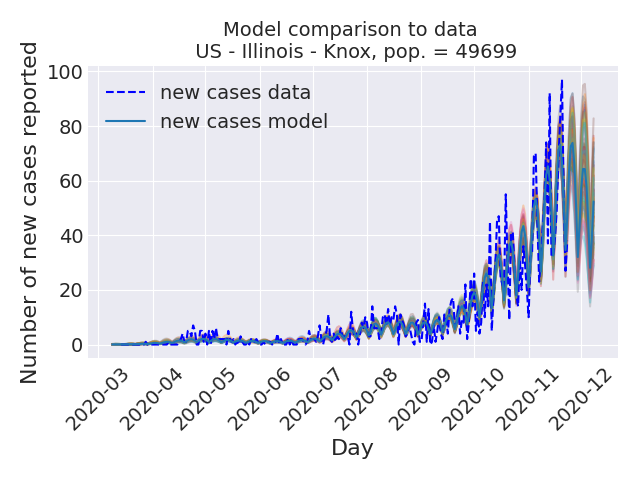 Model comparison to data
US - Illinois - Knox, pop. = 49699
Number of new cases reported
100
80
60
40
20
0
new cases data
new cases model
2020-03
2020-04
2020-05
2020-06
2020-07
2020-08
2020-09
2020-10
2020-11
2020-12
Day